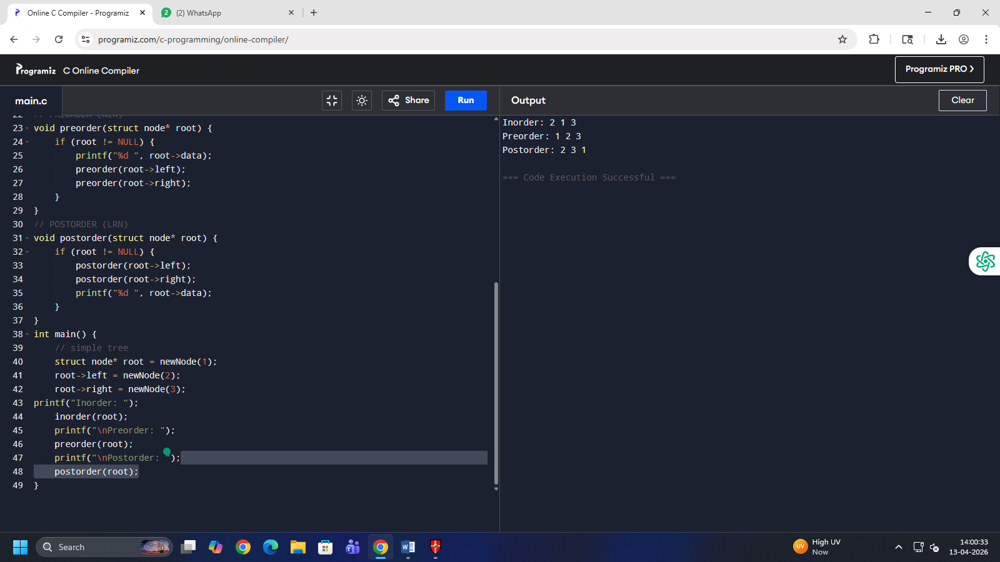 Online C Compiler - Programiz
2
(2) WhatsApp
programiz.com/c-programming/online-compiler/
Programiz
C Online Compiler
Programiz PRO
main.c
Share
Run
Output
Clear
22 // PREORDER (NLR)
23 void preorder(struct node* root) {
24 if (root != NULL) {
25 printf("%d ", root->data);
26 preorder(root->left);
27 preorder(root->right);
28 }
29 }
30 // POSTORDER (LRN)
31 void postorder(struct node* root) {
32 if (root != NULL) {
33 postorder(root->left);
34 postorder(root->right);
35 printf("%d ", root->data);
36 }
37 }
38 int main() {
39 // simple tree
40 struct node* root = newNode(1);
41 root->left = newNode(2);
42 root->right = newNode(3);
43 printf("Inorder: ");
44 inorder(root);
45 printf("\nPreorder: ");
46 preorder(root);
47 printf("\nPostorder: ");
48 postorder(root);
49 }
Inorder: 2 1 3
Preorder: 1 2 3
Postorder: 2 3 1
=== Code Execution Successful ===
Search
UV
High UV
Now
14:00:33
13-04-2026